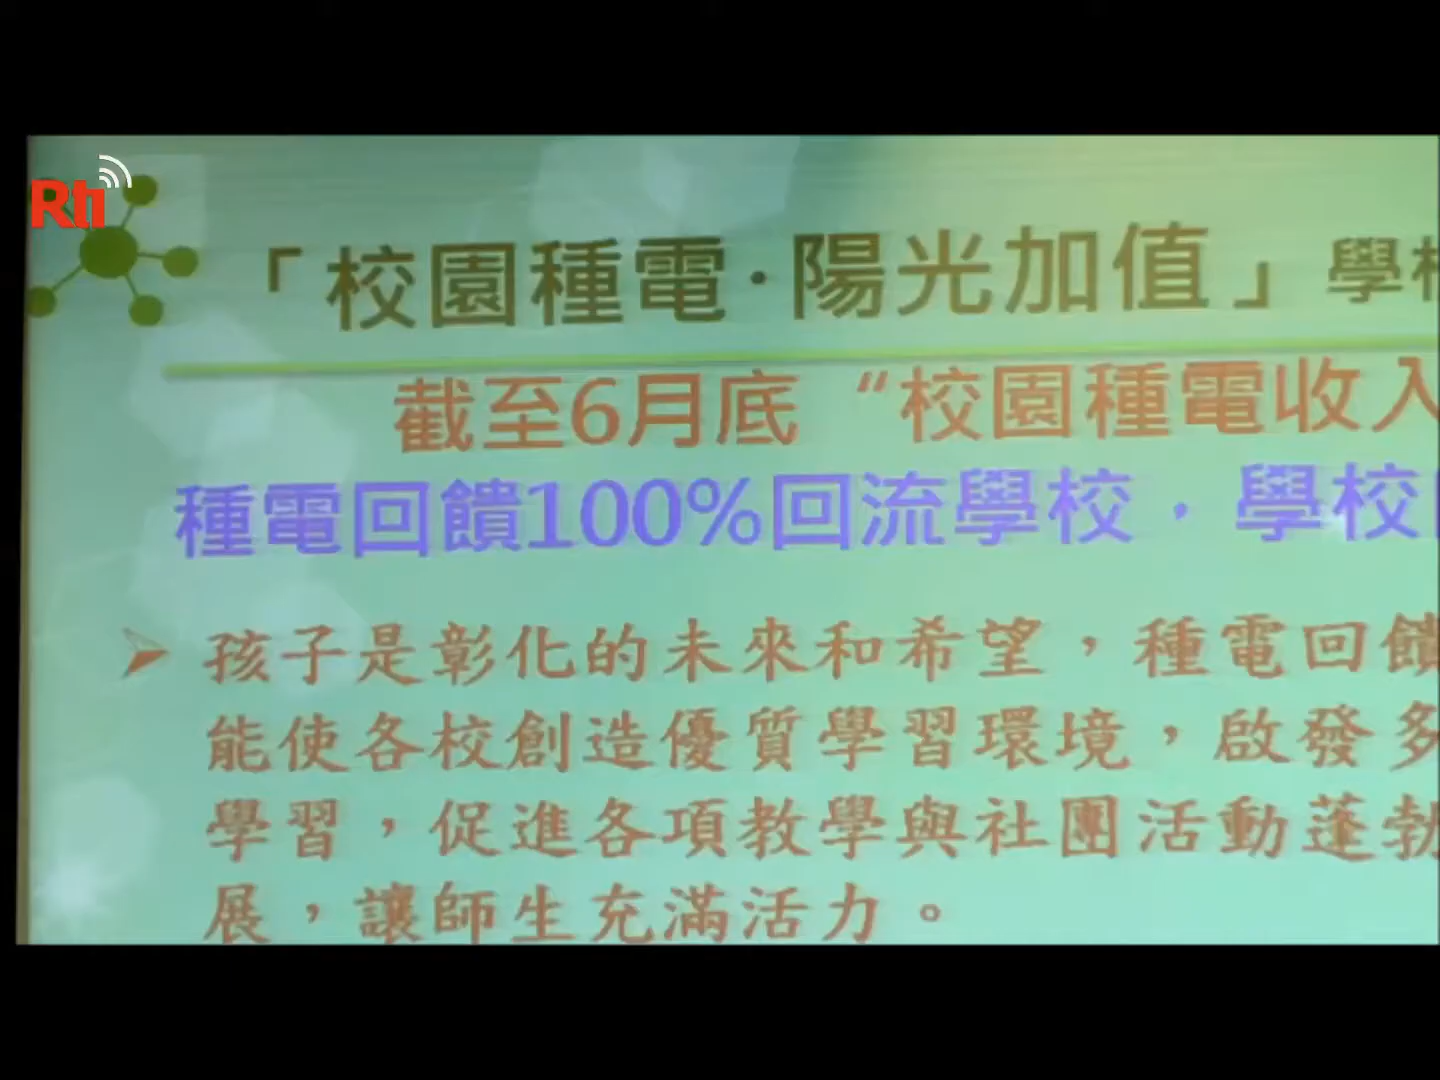 Rti
「校園種電·陽光加值」學校
截至6月底“校園種電收入
種電回饋100%回流學校·學校
孩子是彰化的未來和希望，種電回饋
能使各校創造優質學習環境，啟發多
學習，促進各項教學與社團活動蓬勃
展，讓師生充滿活力。